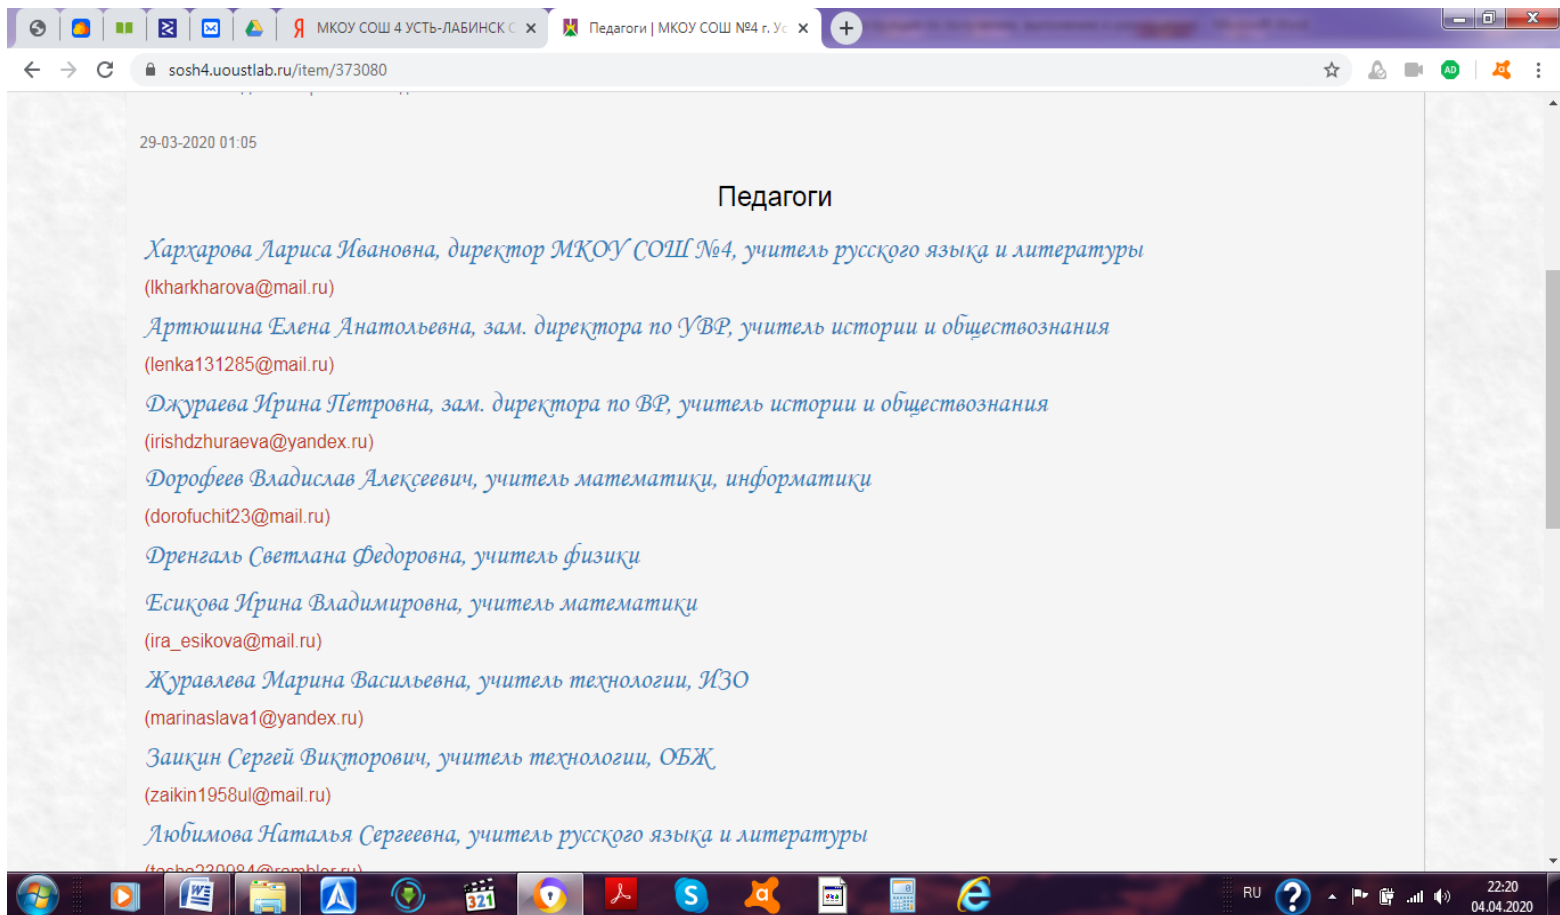 МКОУ СОШ 4 УСТЬ-ЛАБИНСК С
Педагоги | МКОУ СОШ №4 г. Ус
sosh4.uoustlab.ru/item/373080
AD
29-03-2020 01:05
Педагоги
Хархарова Лариса Ивановна, директор МКОУ СОШ №4, учитель русского языка и литературы
(lkharkharova@mail.ru)
Артюшина Елена Анатольевна, зам. директора по УВР, учитель истории и обществознания
(lenka131285@mail.ru)
Джураева Ирина Петровна, зам. директора по ВР, учитель истории и обществознания
(irishdzhuraeva@yandex.ru)
Дорофеев Владислав Алексеевич, учитель математики, информатики
(dorofuchit23@mail.ru)
Дренгаль Светлана Федоровна, учитель физики
Есикова Ирина Владимировна, учитель математики
(ira_esikova@mail.ru)
Журавлева Марина Васильевна, учитель технологии, ИЗО
(marinaslava1@yandex.ru)
Заикин Сергей Викторович, учитель технологии, ОБЖ
(zaikin1958ul@mail.ru)
Любимова Наталья Сергеевна, учитель русского языка и литературы
321
RU
22:20
04.04.2020